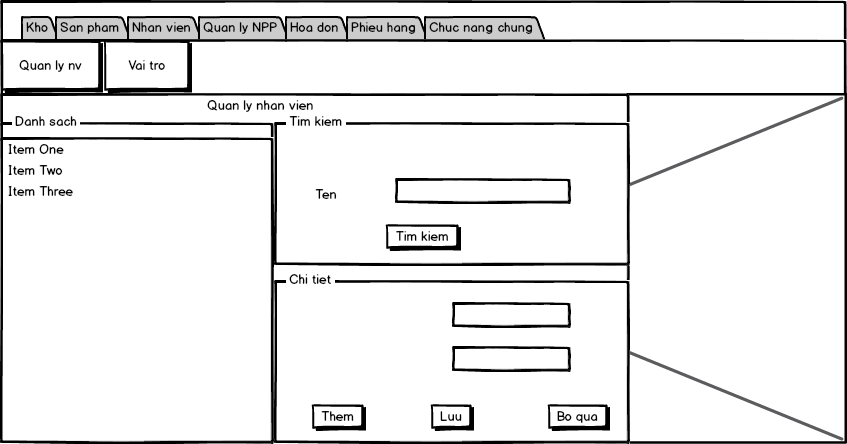 Kho San pham Nhan vien Quan ly NPP Hoa don Phieu hang Chuc nang chung
Quan ly nv Vai tro
Quan ly nhan vien
Danh sach
Item One
Item Two
Item Three
Tim kiem
Ten
Tim kiem
Chi tiet
Them Luu Bo qua